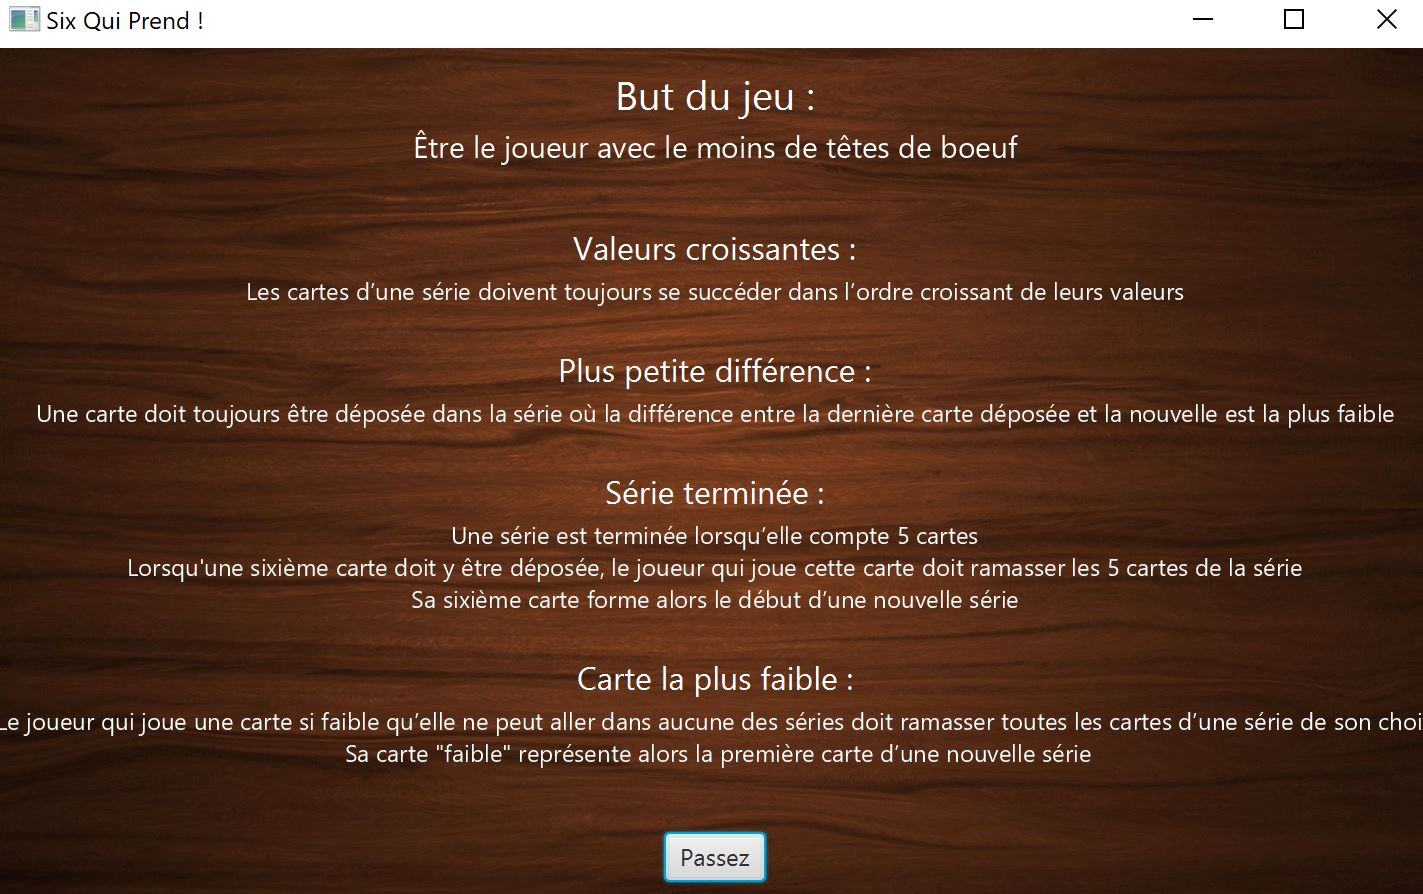 Six Qui Prend !
But du jeu :
Être le joueur avec le moins de têtes de boeuf
Valeurs croissantes :
Les cartes d’une série doivent toujours se succéder dans l’ordre croissant de leurs valeurs
Plus petite différence :
Une carte doit toujours être déposée dans la série où la différence entre la dernière carte déposée et la nouvelle est la plus faible
Série terminée :
Une série est terminée lorsqu’elle compte 5 cartes
Lorsqu'une sixième carte doit y être déposée, le joueur qui joue cette carte doit ramasser les 5 cartes de la série
Sa sixième carte forme alors le début d’une nouvelle série
Carte la plus faible :
Le joueur qui joue une carte si faible qu’elle ne peut aller dans aucune des séries doit ramasser toutes les cartes d’une série de son choi
Sa carte "faible" représente alors la première carte d’une nouvelle série
Passez